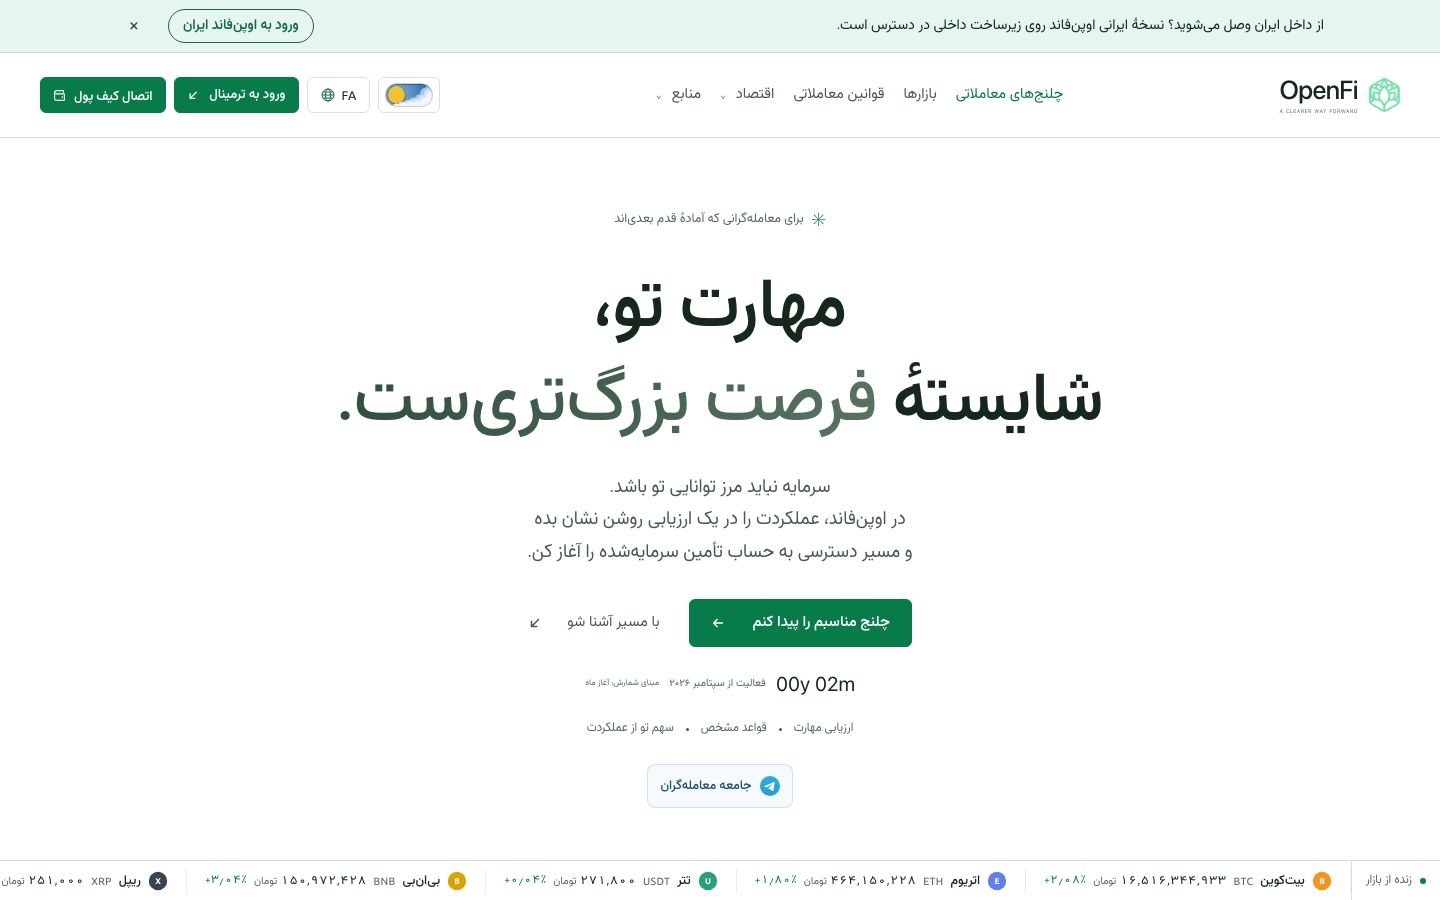 از داخل ایران وصل می‌شوید؟ نسخهٔ ایرانی اوپن‌فاند روی زیرساخت داخلی در دسترس است.
ورود به اوپن‌فاند ایران
×
OpenFi
A CLEARER WAY FORWARD
چلنج‌های معاملاتی
بازارها
قوانین معاملاتی
اقتصاد
منابع
FA
ورود به ترمینال
اتصال کیف پول
برای معامله‌گرانی که آمادهٔ قدم بعدی‌اند
مهارت تو،
شایستهٔ فرصت بزرگ‌تری‌ست.
سرمایه نباید مرز توانایی تو باشد.
در اوپن‌فاند، عملکردت را در یک ارزیابی روشن نشان بده
و مسیر دسترسی به حساب تأمین سرمایه‌شده را آغاز کن.
چلنج مناسبم را پیدا کنم ←
با مسیر آشنا شو ↙
00y 02m فعالیت از سپتامبر ۲۰۲۶ مبنای شمارش: آغاز ماه
ارزیابی مهارت • قواعد مشخص • سهم تو از عملکردت
جامعه معامله‌گران
زنده از بازار
B بیت‌کوین BTC ۱۶,۵۱۶,۳۴۴,۹۳۳ تومان +۲٫۰۸٪
E اتریوم ETH ۴۶۴,۱۵۰,۲۲۸ تومان +۱٫۸۰٪
U تتر USDT ۲۷۱,۸۰۰ تومان +۰٫۰۴٪
B بی‌ان‌بی BNB ۱۵۰,۹۷۲,۴۲۸ تومان +۳٫۰۴٪
X ریپل XRP ۲۵۱,۰۰۰ تومان